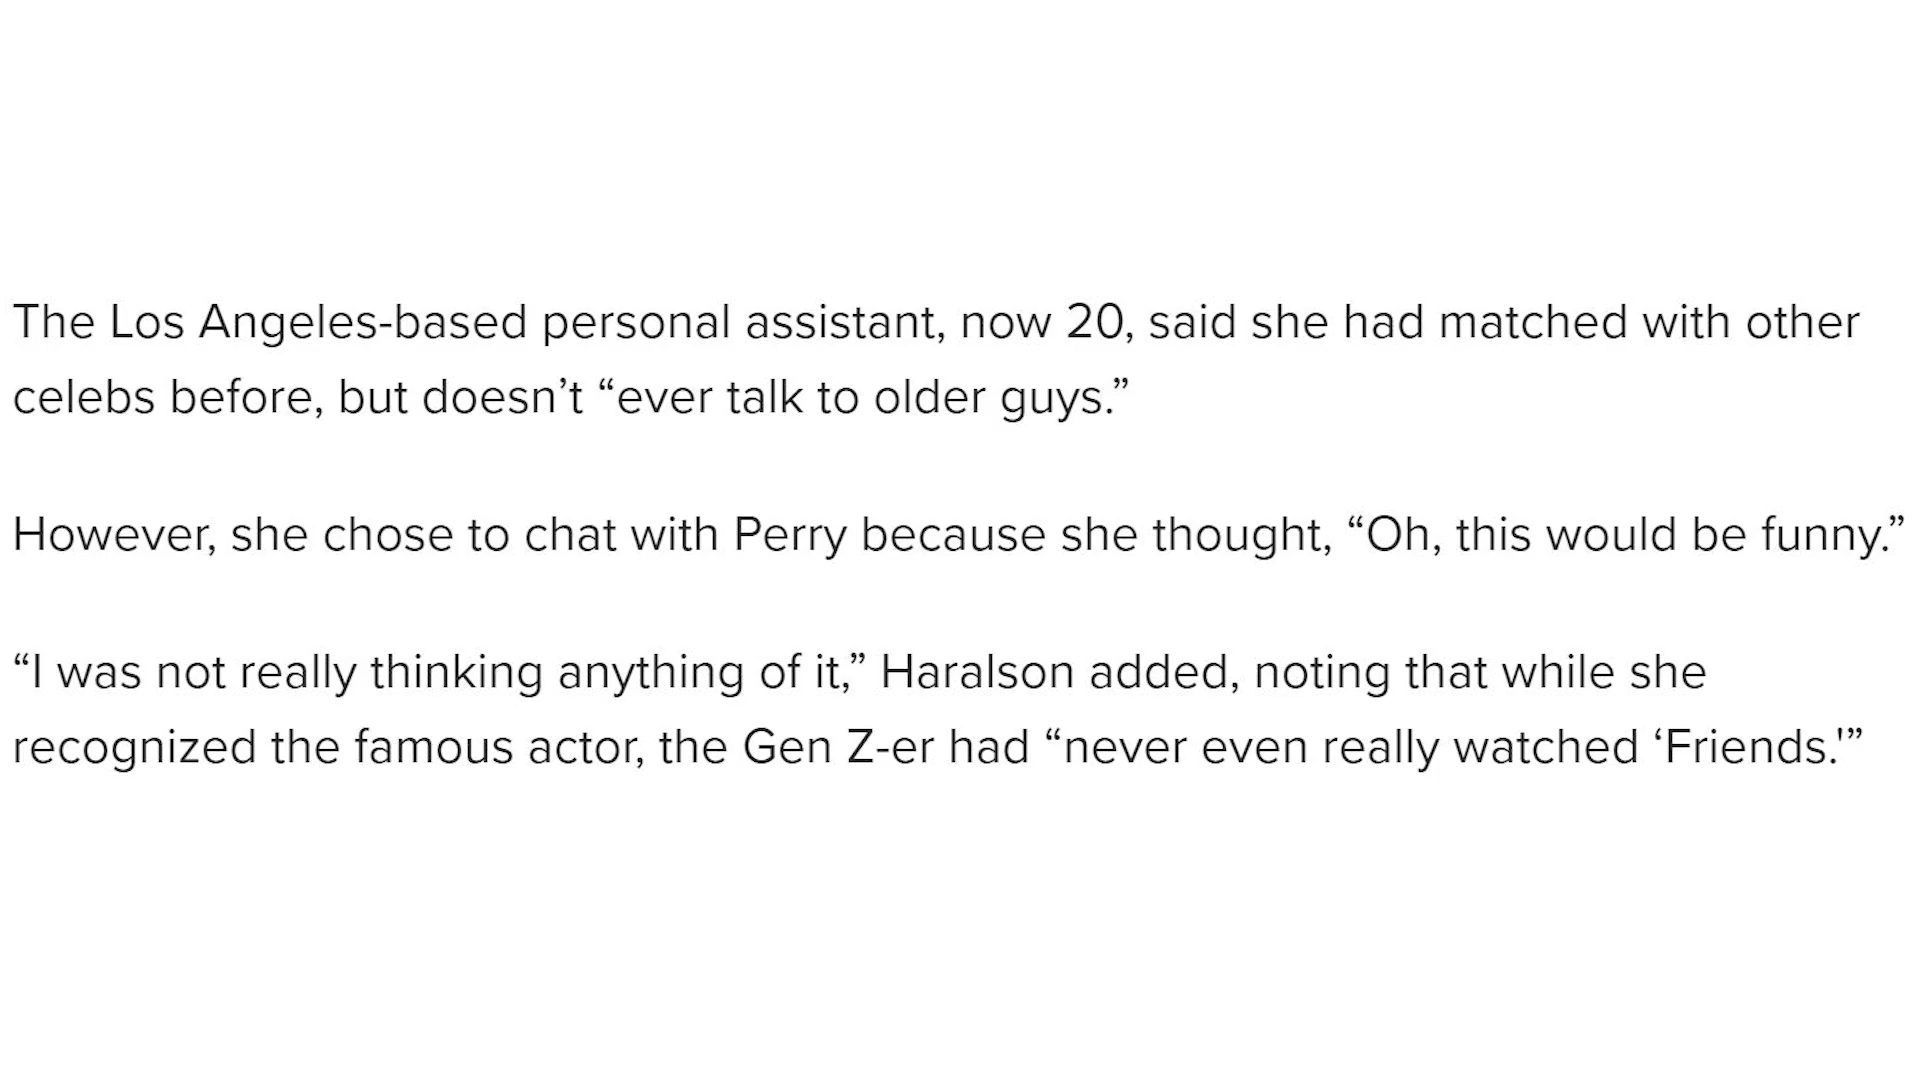 The Los Angeles-based personal assistant, now 20, said she had matched with other
celebs before, but doesn’t “ever talk to older guys.”
However, she chose to chat with Perry because she thought, “Oh, this would be funny.”
“I was not really thinking anything of it,” Haralson added, noting that while she
recognized the famous actor, the Gen Z-er had “never even really watched ‘Friends.'”